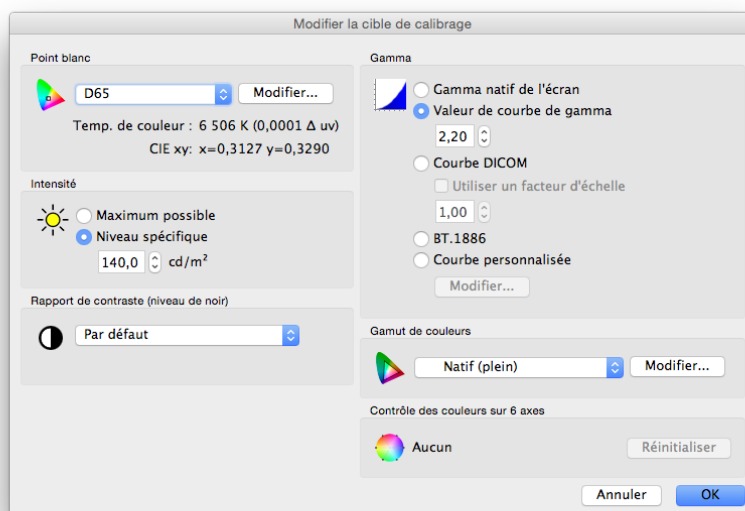 Modifier la cible de calibrage
Point blanc
D65
Modifier...
Temp. de couleur : 6 506 K (0,0001 Δ uv)
CIE xy: x=0,3127 y=0,3290
Intensité
Maximum possible
Niveau spécifique
140,0 cd/m²
Rapport de contraste (niveau de noir)
Par défaut
Gamma
Gamma natif de l'écran
Valeur de courbe de gamma
2,20
Courbe DICOM
Utiliser un facteur d'échelle
1,00
BT.1886
Courbe personnalisée
Modifier...
Gamut de couleurs
Natif (plein)
Modifier...
Contrôle des couleurs sur 6 axes
Aucun
Réinitialiser
Annuler
OK